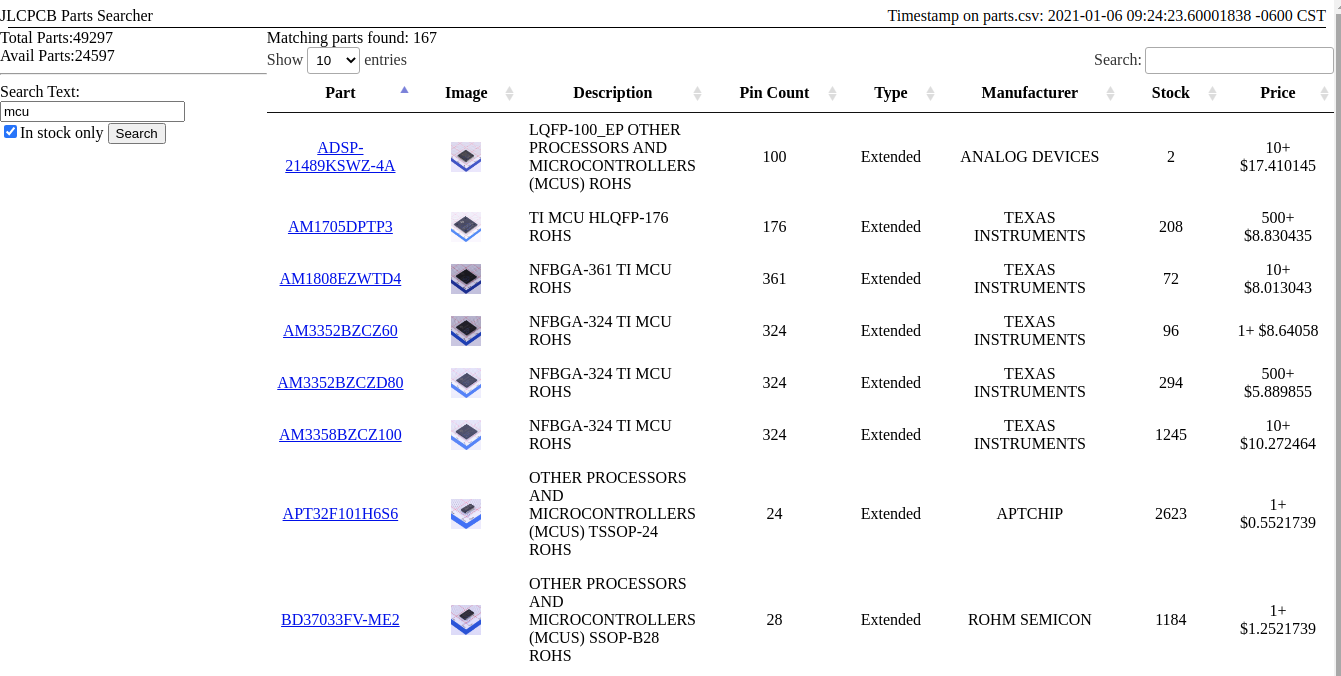 JLCPCB Parts Searcher
Timestamp on parts.csv: 2021-01-06 09:24:23.60001838 -0600 CST
Total Parts:49297
Avail Parts:24597
Search Text:
mcu
In stock only Search
Matching parts found: 167
Show 10 entries
Search:
Part Image Description Pin Count Type Manufacturer Stock Price
ADSP-
21489KSWZ-4A
LQFP-100_EP OTHER
PROCESSORS AND
MICROCONTROLLERS
(MCUS) ROHS
100
Extended
ANALOG DEVICES
2
10+
$17.410145
AM1705DPTP3
TI MCU HLQFP-176
ROHS
176
Extended
TEXAS
INSTRUMENTS
208
500+
$8.830435
AM1808EZWTD4
NFBGA-361 TI MCU
ROHS
361
Extended
TEXAS
INSTRUMENTS
72
10+
$8.013043
AM3352BZCZ60
NFBGA-324 TI MCU
ROHS
324
Extended
TEXAS
INSTRUMENTS
96
1+ $8.64058
AM3352BZCZD80
NFBGA-324 TI MCU
ROHS
324
Extended
TEXAS
INSTRUMENTS
294
500+
$5.889855
AM3358BZCZ100
NFBGA-324 TI MCU
ROHS
324
Extended
TEXAS
INSTRUMENTS
1245
10+
$10.272464
APT32F101H6S6
OTHER PROCESSORS
AND
MICROCONTROLLERS
(MCUS) TSSOP-24
ROHS
24
Extended
APTCHIP
2623
1+
$0.5521739
BD37033FV-ME2
OTHER PROCESSORS
AND
MICROCONTROLLERS
(MCUS) SSOP-B28
ROHS
28
Extended
ROHM SEMICON
1184
1+
$1.2521739